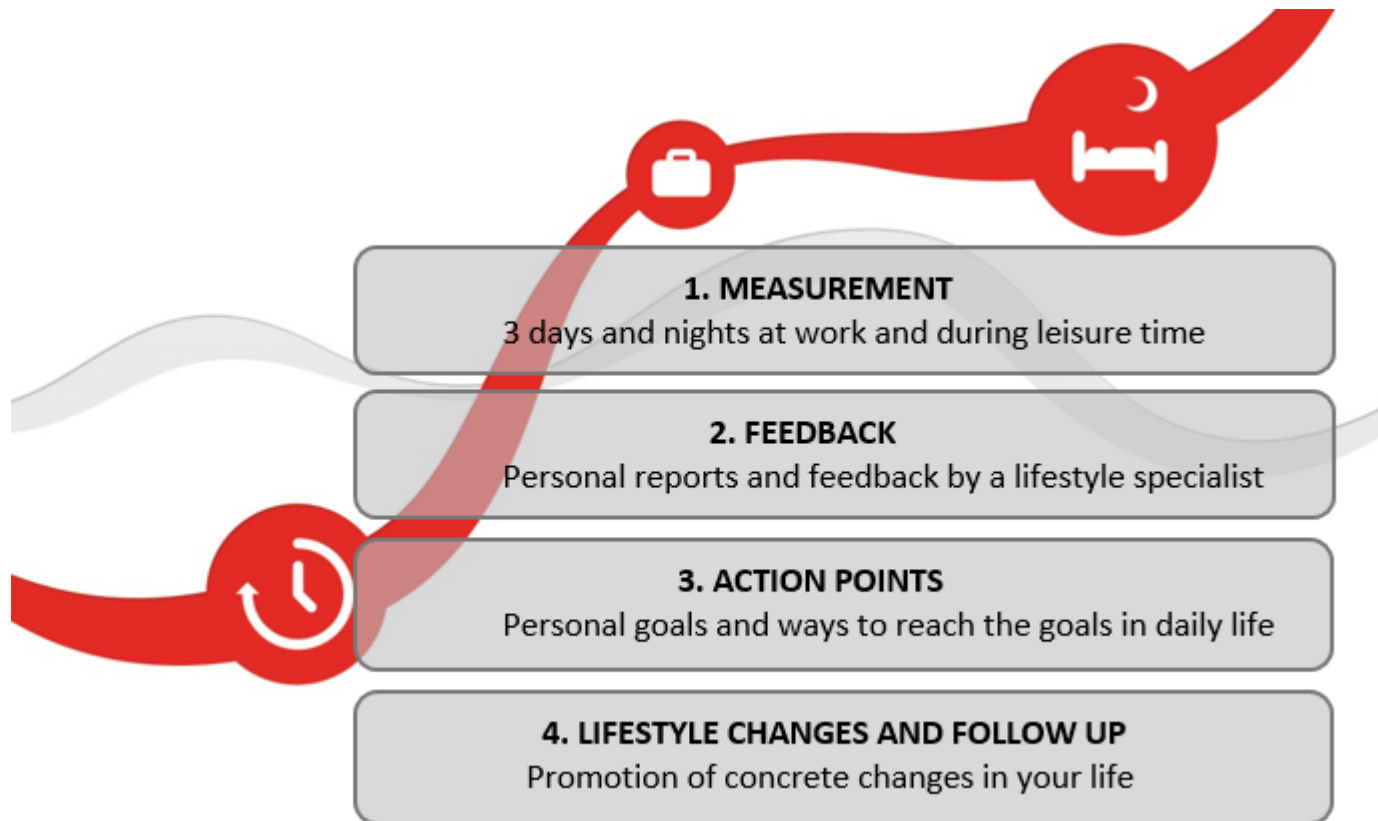 1. MEASUREMENT
3 days and nights at work and during leisure time
2. FEEDBACK
Personal reports and feedback by a lifestyle specialist
3. ACTION POINTS
Personal goals and ways to reach the goals in daily life
4. LIFESTYLE CHANGES AND FOLLOW UP
Promotion of concrete changes in your life